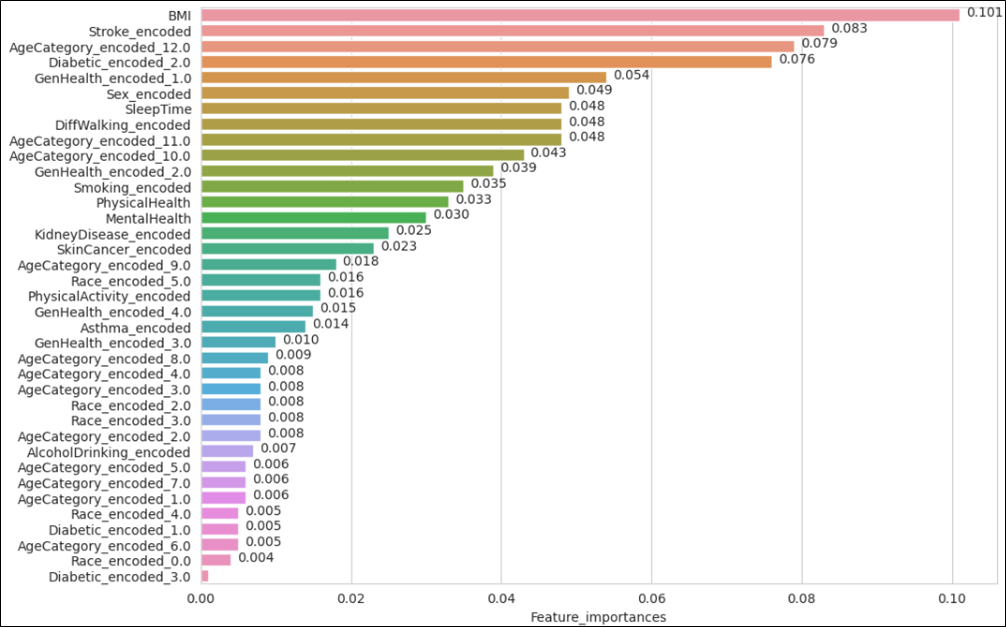 BMI 0.101
Stroke_encoded 0.083
AgeCategory_encoded_12.0 0.079
Diabetic_encoded_2.0 0.076
GenHealth_encoded_1.0 0.054
Sex_encoded 0.049
SleepTime 0.048
DiffWalking_encoded 0.048
AgeCategory_encoded_11.0 0.048
AgeCategory_encoded_10.0 0.043
GenHealth_encoded_2.0 0.039
Smoking_encoded 0.035
PhysicalHealth 0.033
MentalHealth 0.030
KidneyDisease_encoded 0.025
SkinCancer_encoded 0.023
AgeCategory_encoded_9.0 0.018
Race_encoded_5.0 0.016
PhysicalActivity_encoded 0.016
GenHealth_encoded_4.0 0.015
Asthma_encoded 0.014
GenHealth_encoded_3.0 0.010
AgeCategory_encoded_8.0 0.009
AgeCategory_encoded_4.0 0.008
AgeCategory_encoded_3.0 0.008
Race_encoded_2.0 0.008
Race_encoded_3.0 0.008
AgeCategory_encoded_2.0 0.008
AlcoholDrinking_encoded 0.007
AgeCategory_encoded_5.0 0.006
AgeCategory_encoded_7.0 0.006
AgeCategory_encoded_1.0 0.006
Race_encoded_4.0 0.005
Diabetic_encoded_1.0 0.005
AgeCategory_encoded_6.0 0.005
Race_encoded_0.0 0.004
Diabetic_encoded_3.0
0.00 0.02 0.04 0.06 0.08 0.10
Feature_importances